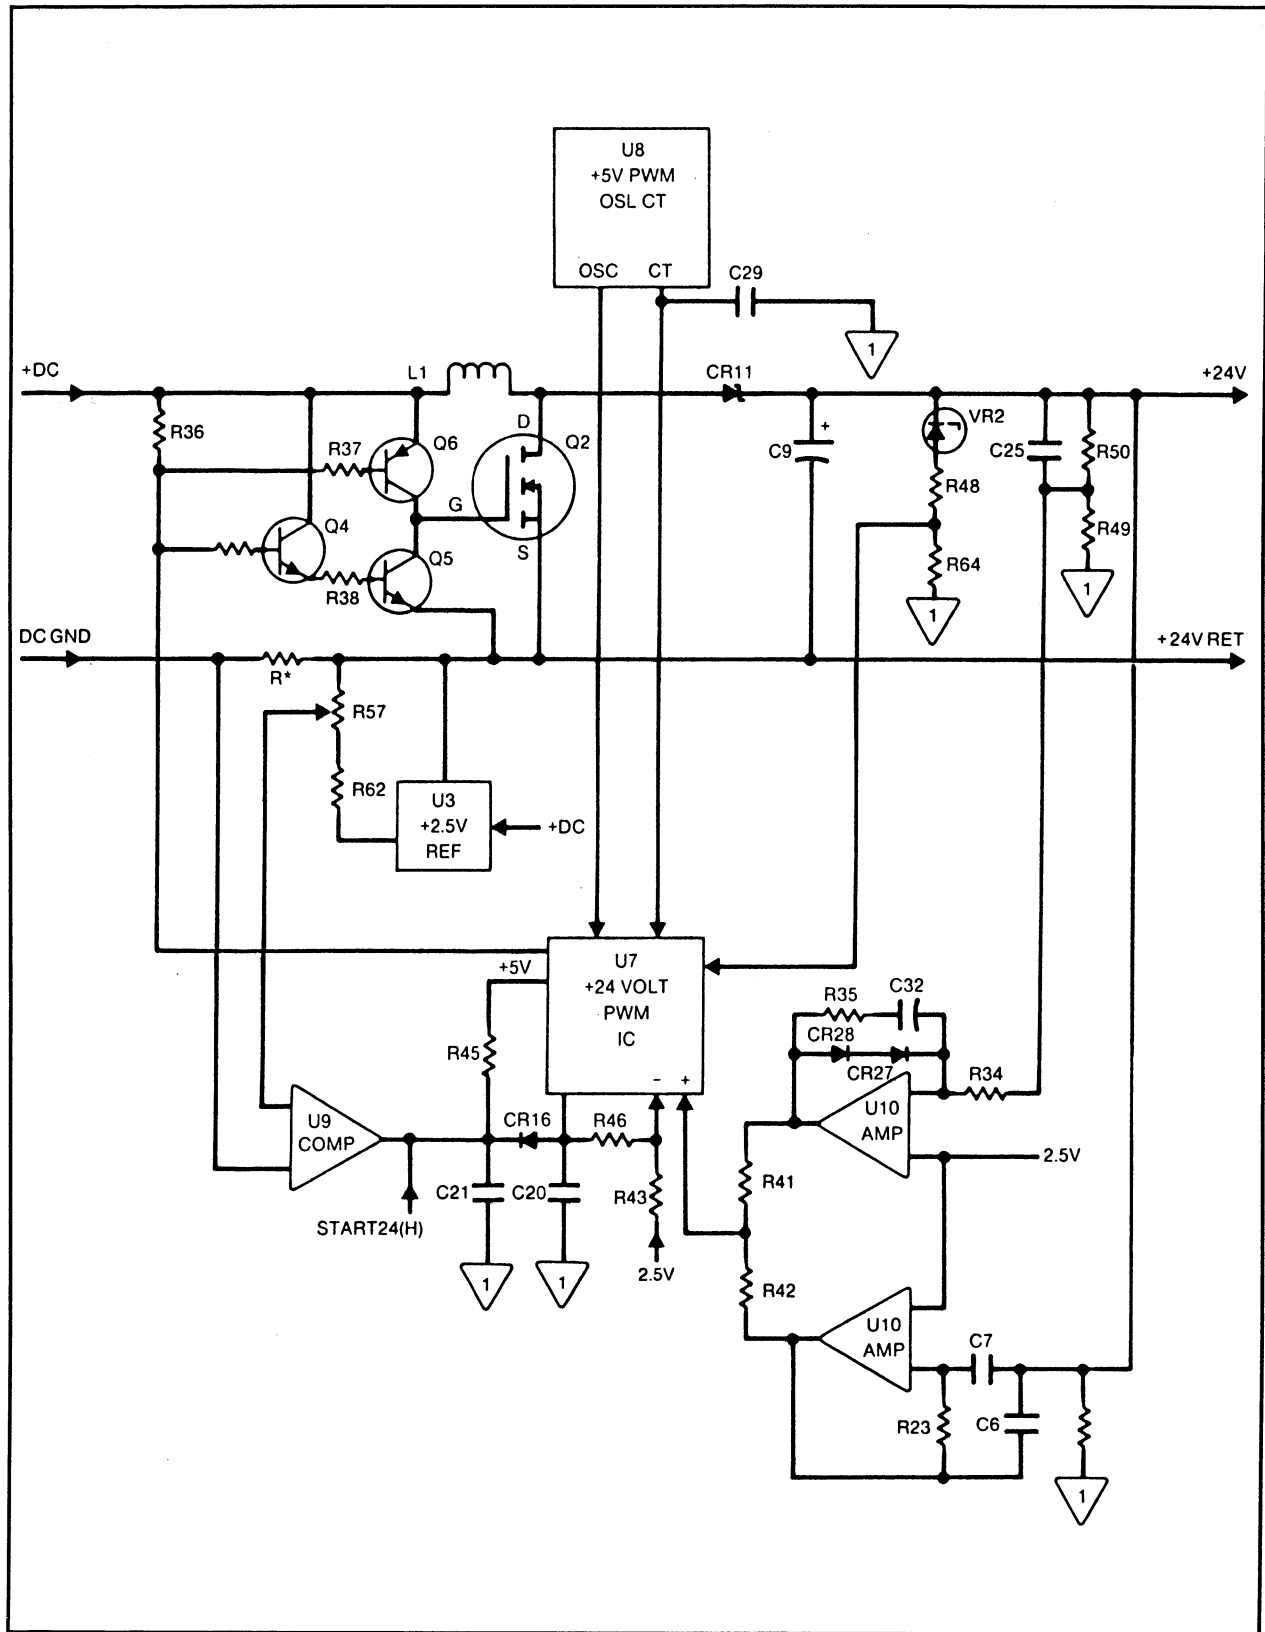 U8
+5V PWM
OSL CT
OSC CT
C29
1
+DC
L1
CR11
+24V
R36
R37
Q6
D
Q2
C9
+
VR2
C25
R50
R48
G
Q4
Q5
S
R49
R38
R64
1
1
DC GND
+24V RET
R*
R57
R62
U3
+2.5V
REF
+DC
U7
+24 VOLT
PWM
IC
- +
+5V
R45
R35
C32
CR28
CR27
R34
U10
AMP
2.5V
U9
COMP
CR16
R46
C21
C20
R43
R41
START24(H)
1
1
2.5V
R42
U10
AMP
C7
R23
C6
1